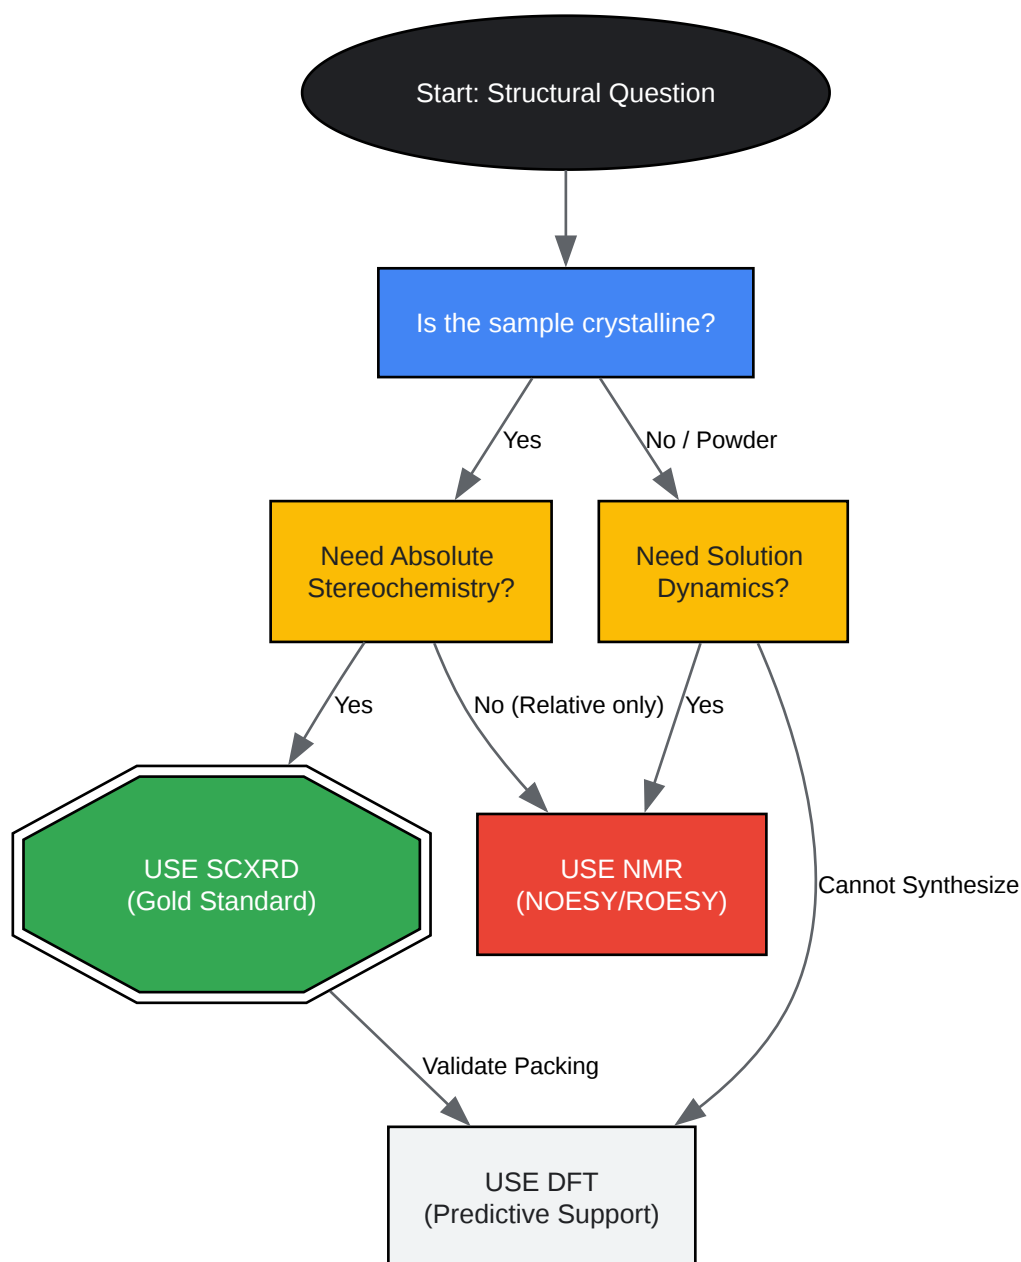 Start: Structural Question
Is the sample crystalline?
Yes
No / Powder
Need Absolute
Stereochemistry?
Need Solution
Dynamics?
Yes
No (Relative only)
Yes
USE SCXRD
(Gold Standard)
USE NMR
(NOESY/ROESY)
Cannot Synthesize
Validate Packing
USE DFT
(Predictive Support)